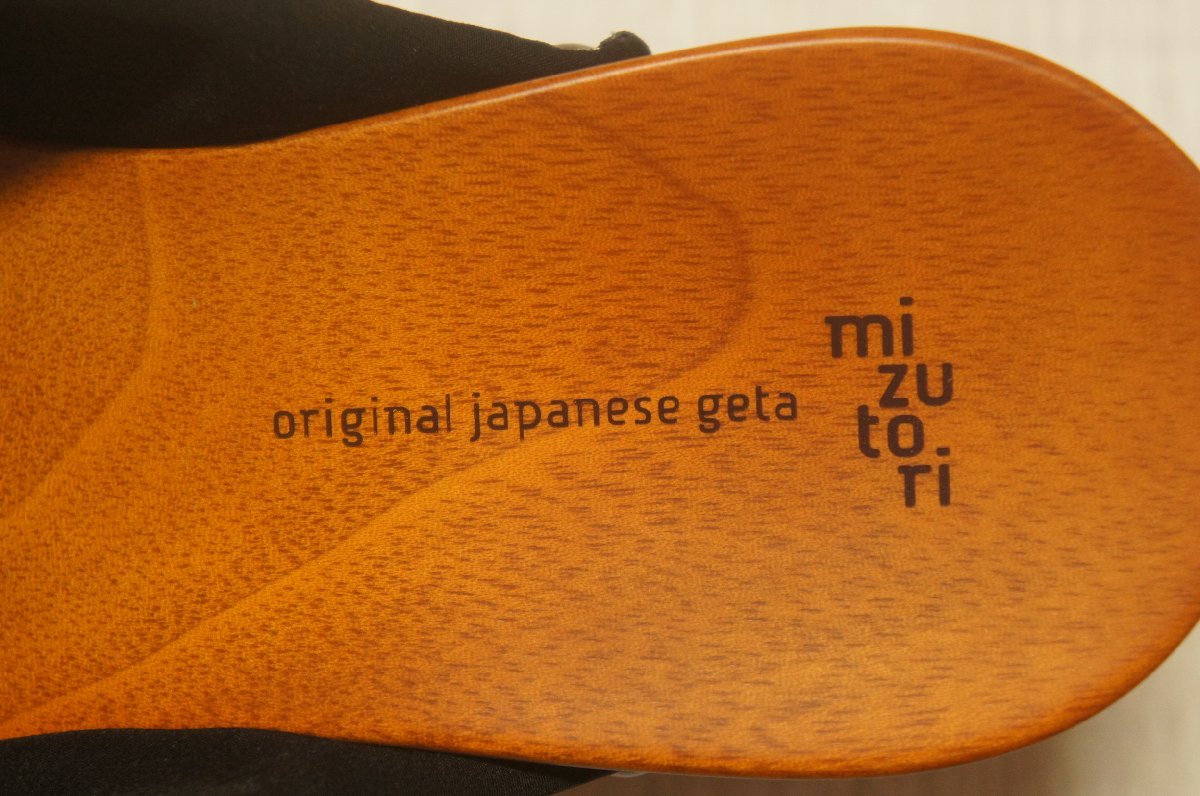 original japanese geta
mi
zu
to
ri